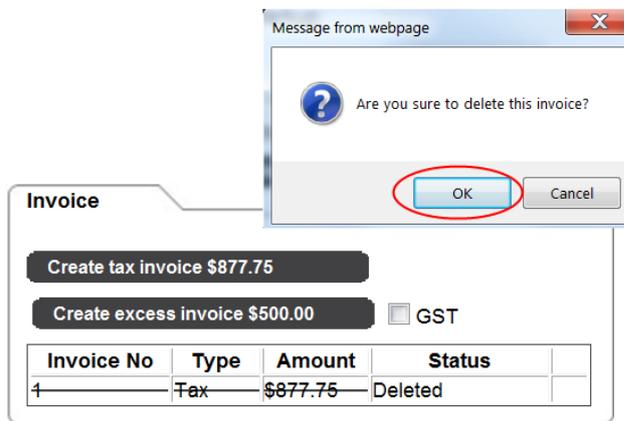 Message from webpage
Are you sure to delete this invoice?
OK Cancel
Invoice
Create tax invoice $877.75
Create excess invoice $500.00 GST
Invoice No Type Amount Status
1 Tax $877.75 Deleted